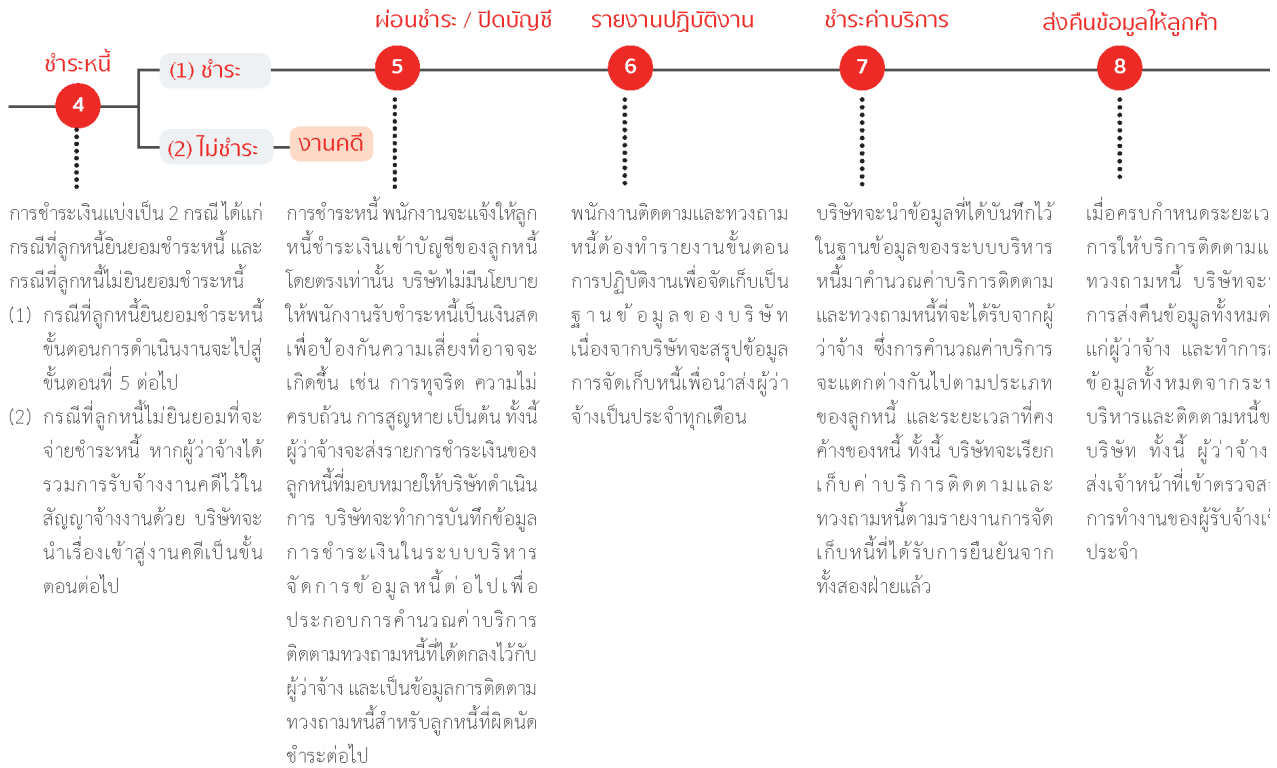 ชำระหนี้
4
(1) ชำระ
(2) ไม่ชำระ
งานคดี
ผ่อนชำระ / ปิดบัญชี
5
รายงานปฏิบัติงาน
6
ชำระค่าบริการ
7
ส่งคืนข้อมูลให้ลูกค้า
8
การชำระเงินแบ่งเป็น 2 กรณี ได้แก่
กรณีที่ลูกหนี้ยินยอมชำระหนี้ และ
กรณีที่ลูกหนี้ไม่ยินยอมชำระหนี้
(1) กรณีที่ลูกหนี้ยินยอมชำระหนี้
ขั้นตอนการดำเนินงานจะไปสู่
ขั้นตอนที่ 5 ต่อไป
(2) กรณีที่ลูกหนี้ไม่ยินยอมที่จะ
จ่ายชำระหนี้ หากผู้ว่าจ้างได้
รวมการรับจ้างงานคดีไว้ใน
สัญญาจ้างงานด้วย บริษัทจะ
นำเรื่องเข้าสู่งานคดีเป็นขั้น
ตอนต่อไป
การชำระหนี้ พนักงานจะแจ้งให้ลูก
หนี้ชำระเงินเข้าบัญชีของลูกหนี้
โดยตรงเท่านั้น บริษัทไม่มีนโยบาย
ให้พนักงานรับชำระหนี้เป็นเงินสด
เพื่อป้องกันความเสี่ยงที่อาจจะ
เกิดขึ้น เช่น การทุจริต ความไม่
ครบถ้วน การสูญหาย เป็นต้น ทั้งนี้
ผู้ว่าจ้างจะส่งรายการชำระเงินของ
ลูกหนี้ที่มอบหมายให้บริษัทดำเนิน
การ บริษัทจะทำการบันทึกข้อมูล
การชำระเงินในระบบบริหาร
จัดการข้อมูลหนี้ต่อไปเพื่อ
ประกอบการคำนวณค่าบริการ
ติดตามทวงถามหนี้ที่ได้ตกลงไว้กับ
ผู้ว่าจ้าง และเป็นข้อมูลการติดตาม
ทวงถามหนี้สำหรับลูกหนี้ที่ผิดนัด
ชำระต่อไป
พนักงานติดตามและทวงถาม
หนี้ต้องทำรายงานขั้นตอน
การปฏิบัติงานเพื่อจัดเก็บเป็น
ฐานข้อมูลของบริษัท
เนื่องจากบริษัทจะสรุปข้อมูล
การจัดเก็บหนี้เพื่อนำส่งผู้ว่า
จ้างเป็นประจำทุกเดือน
บริษัทจะนำข้อมูลที่ได้บันทึกไว้
ในฐานข้อมูลของระบบบริหาร
หนี้มาคำนวณค่าบริการติดตาม
และทวงถามหนี้ที่จะได้รับจากผู้
ว่าจ้าง ซึ่งการคำนวณค่าบริการ
จะแตกต่างกันไปตามประเภท
ของลูกหนี้ และระยะเวลาที่คง
ค้างของหนี้ ทั้งนี้ บริษัทจะเรียก
เก็บค่าบริการติดตามและ
ทวงถามหนี้ตามรายงานการจัด
เก็บหนี้ที่ได้รับการยืนยันจาก
ทั้งสองฝ่ายแล้ว
เมื่อครบกำหนดระยะเว
การให้บริการติดตามแ
ทวงถามหนี้ บริษัทจะ
การส่งคืนข้อมูลทั้งหมด
แก่ผู้ว่าจ้าง และทำการ
ข้อมูลทั้งหมดจากระ
บริหารและติดตามหนี้
บริษัท ทั้งนี้ ผู้ว่าจ้าง
ส่งเจ้าหน้าที่เข้าตรวจส
การทำงานของผู้รับจ้าง
ประจำ